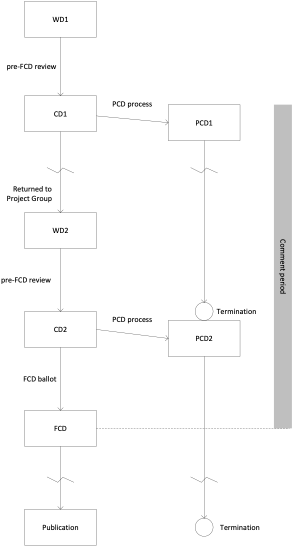 WD1
pre-FCD review
PCD process
CD1
PCD1
Returned to
Project Group
WD2
Comment period
pre-FCD review
Termination
PCD process
CD2
PCD2
FCD ballot
FCD
Publication
Termination